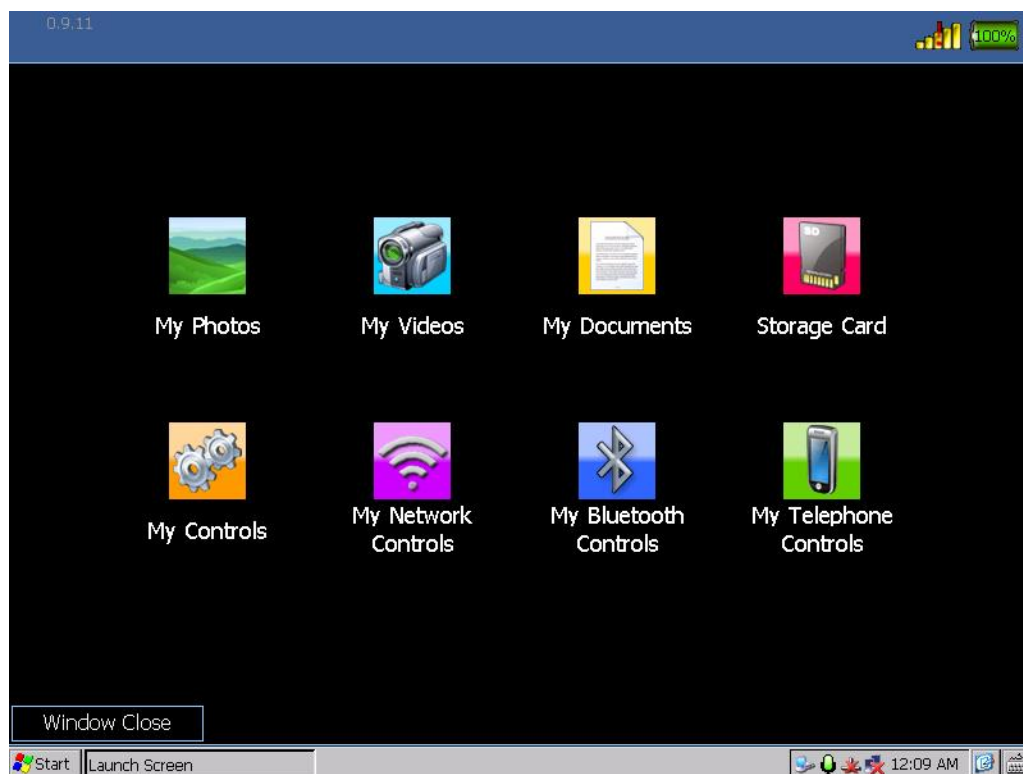 0.9.11
100%
SD
My Photos My Videos My Documents Storage Card
My Network My Bluetooth My Telephone
My Controls
Controls Controls Controls
Window Close
Start Launch Screen 12:09 AM